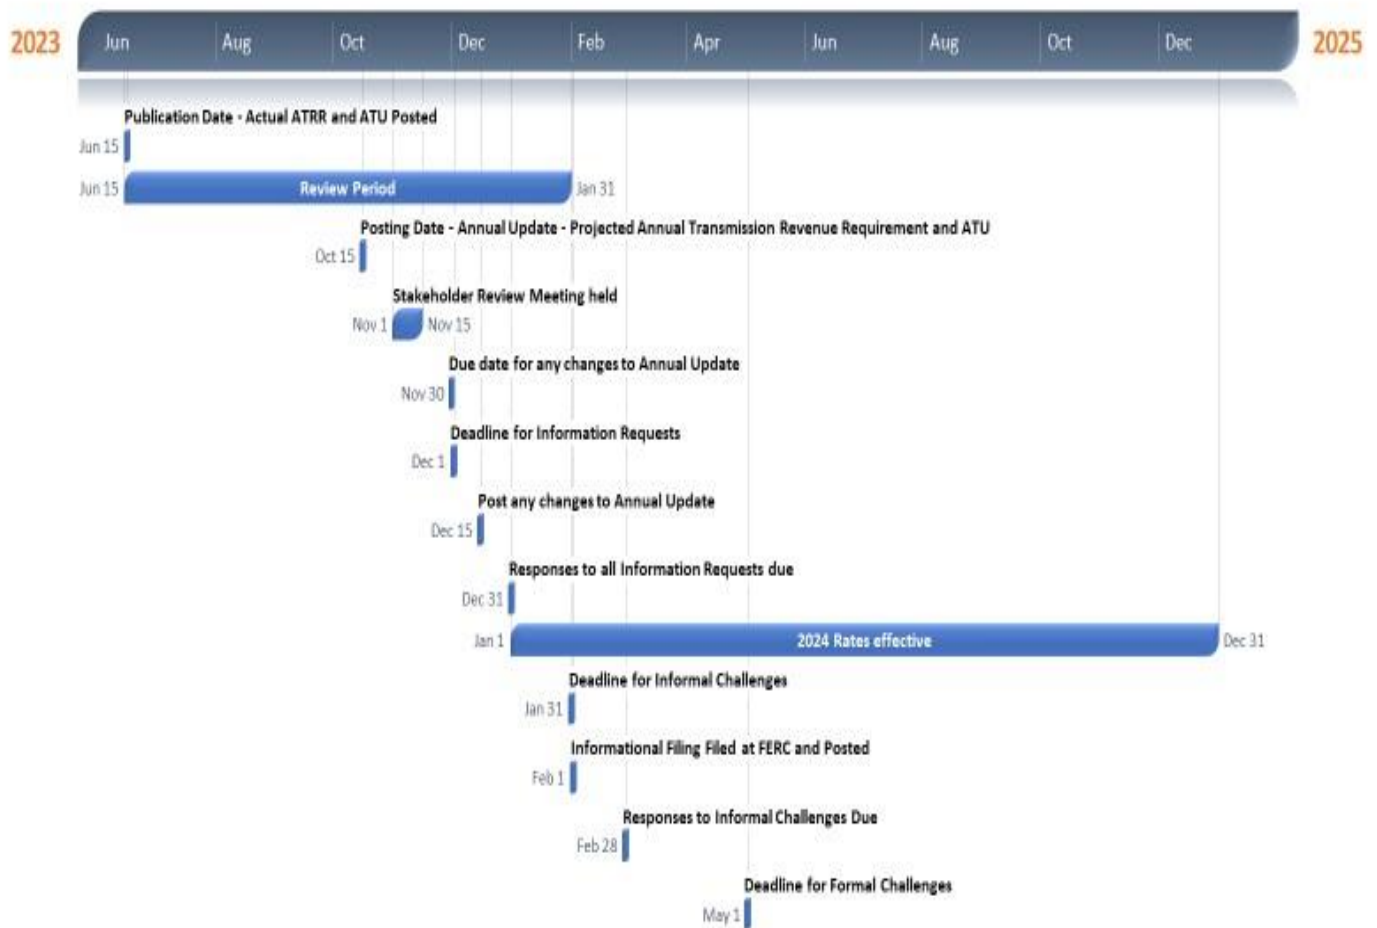 2023 Jun Aug Oct Dec Feb Apr Jun Aug Oct Dec 2025
Publication Date - Actual ATRR and ATU Posted
Jun 15
Jun 15 Review Period Jan 31
Posting Date - Annual Update - Projected Annual Transmission Revenue Requirement and ATU
Oct 15
Stakeholder Review Meeting held
Nov 1 Nov 15
Due date for any changes to Annual Update
Nov 30
Deadline for Information Requests
Dec 1
Post any changes to Annual Update
Dec 15
Responses to all Information Requests due
Dec 31
Jan 1 2024 Rates effective Dec 31
Deadline for Informal Challenges
Jan 31
Informational Filing Filed at FERC and Posted
Feb 1
Responses to Informal Challenges Due
Feb 28
Deadline for Formal Challenges
May 1